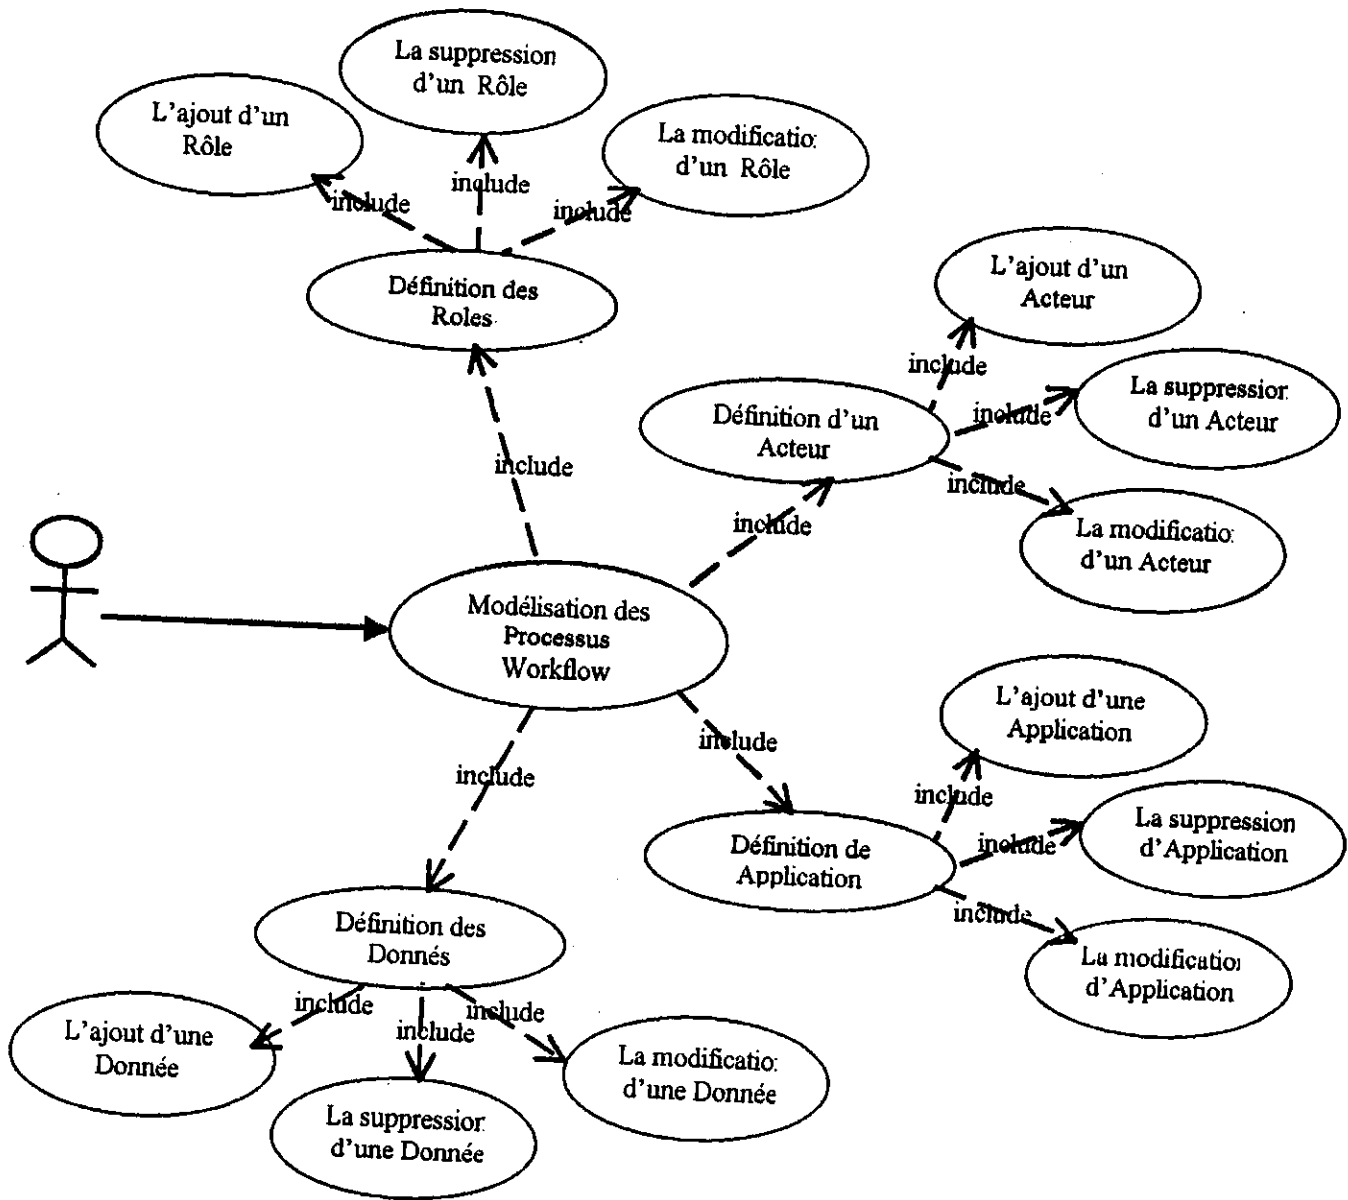 La suppression
d'un Rôle
L'ajout d'un
Rôle
La modificatio
d'un Rôle
include
include
include
Définition des
Roles
L'ajout d'un
Acteur
include
La suppression
d'un Acteur
include
Définition d'un
Acteur
include
La modificatio
d'un Acteur
include
include
Modélisation des
Processus
Workflow
include
include
L'ajout d'une
Application
include
La suppression
d'Application
include
Définition de
Application
include
La modification
d'Application
Définition des
Donnés
include
include
include
L'ajout d'une
Donnée
La modificatio
d'une Donnée
La suppression
d'une Donnée